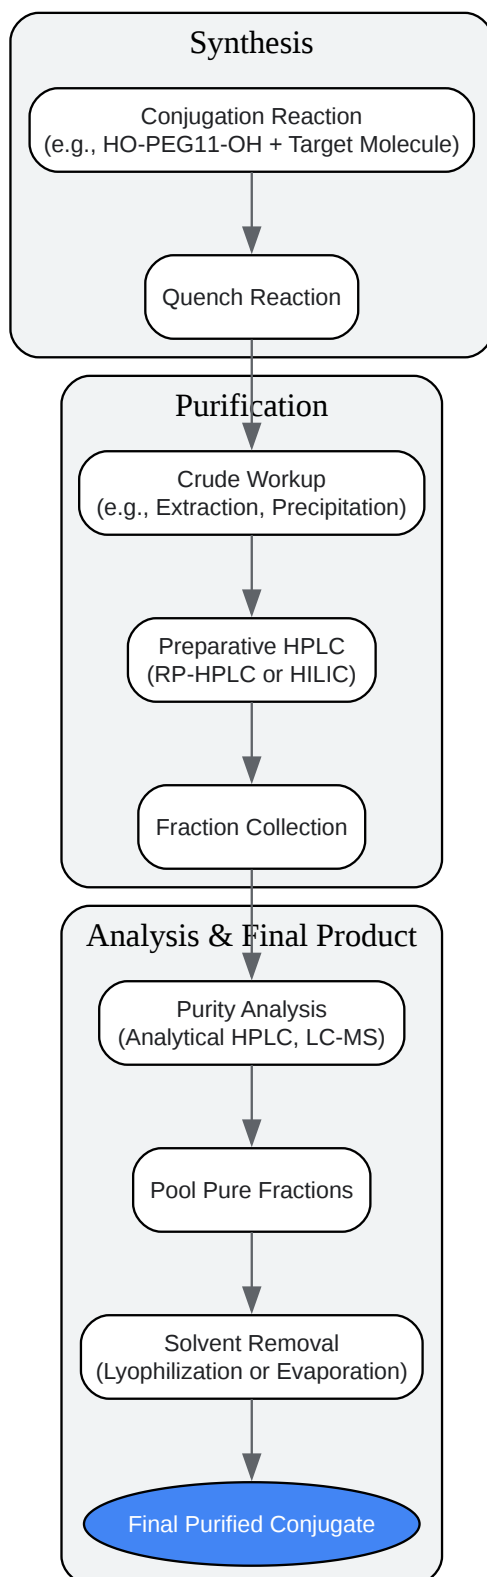 Synthesis
Conjugation Reaction
(e.g., HO-PEG11-OH + Target Molecule)
Quench Reaction
Purification
Crude Workup
(e.g., Extraction, Precipitation)
Preparative HPLC
(RP-HPLC or HILIC)
Fraction Collection
Analysis & Final Product
Purity Analysis
(Analytical HPLC, LC-MS)
Pool Pure Fractions
Solvent Removal
(Lyophilization or Evaporation)
Final Purified Conjugate